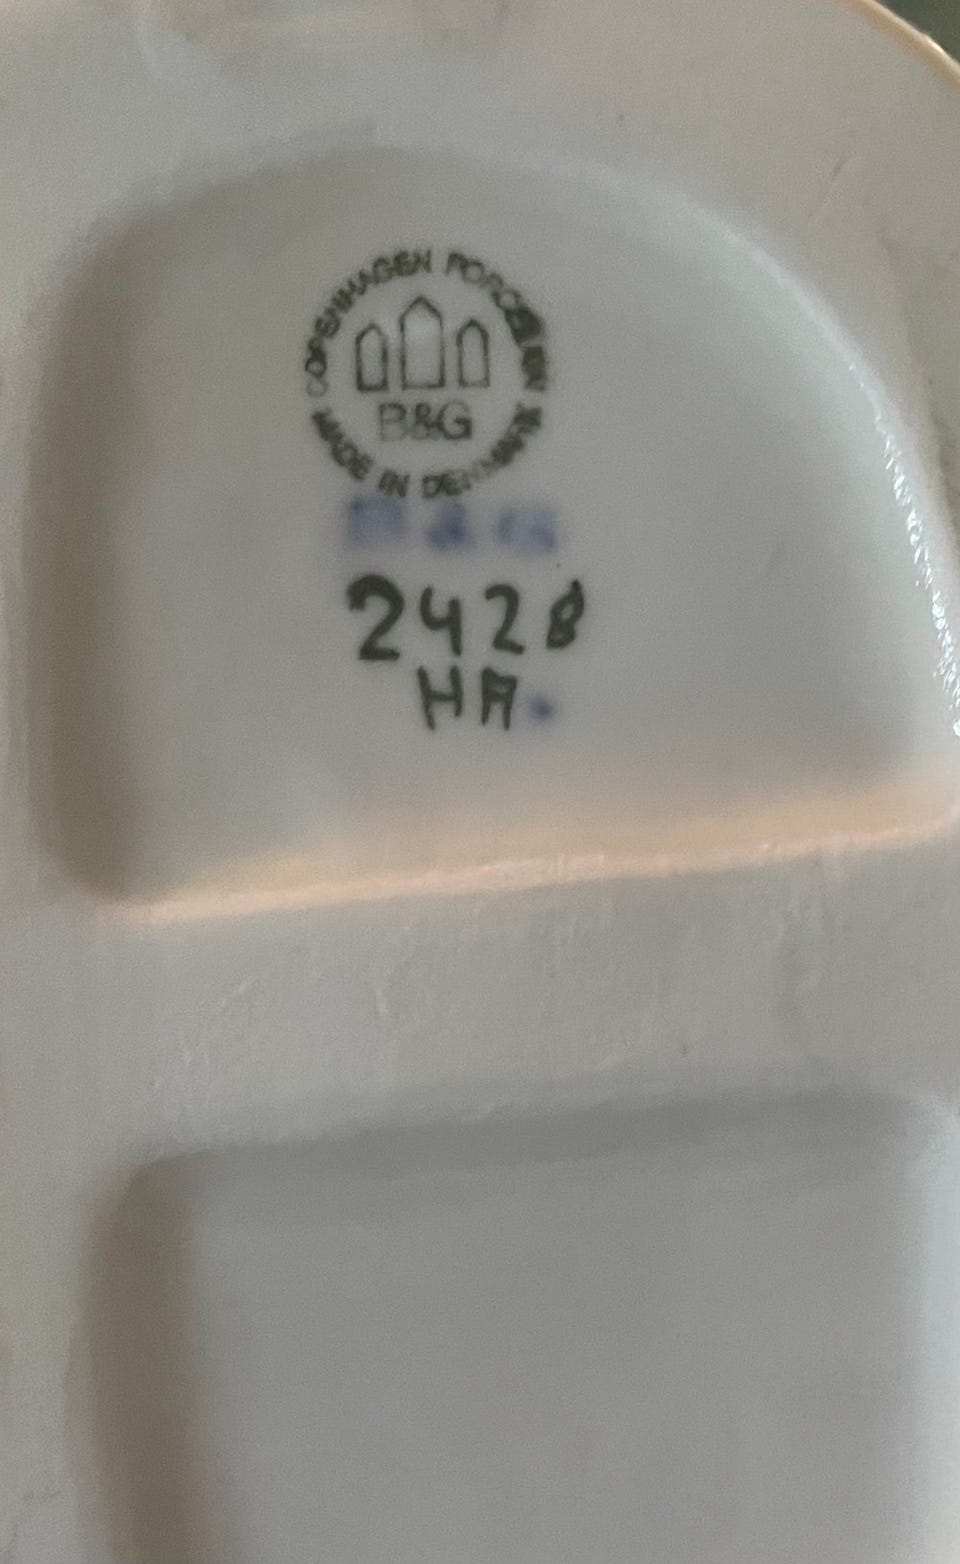 COPENHAGEN PORCELAIN
B&G
MADE IN DENMARK
B&G
2428
HA.